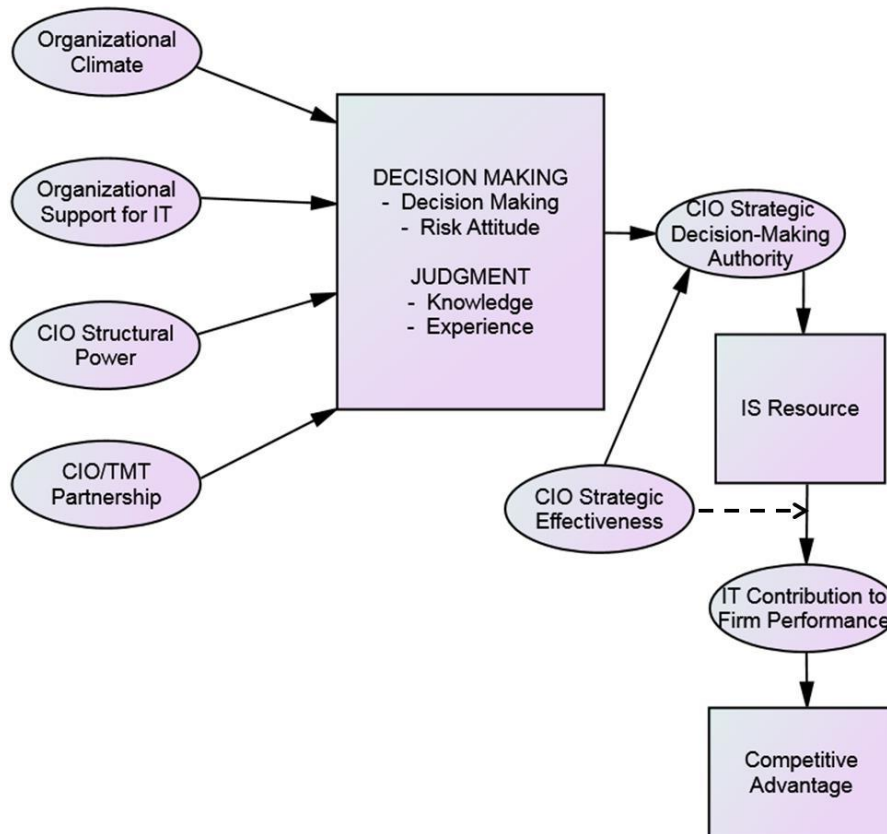 Organizational
Climate
Organizational
Support for IT
CIO Structural
Power
CIO/TMT
Partnership
DECISION MAKING
- Decision Making
- Risk Attitude
JUDGMENT
- Knowledge
- Experience
CIO Strategic
Decision-Making
Authority
IS Resource
CIO Strategic
Effectiveness
IT Contribution to
Firm Performance
Competitive
Advantage